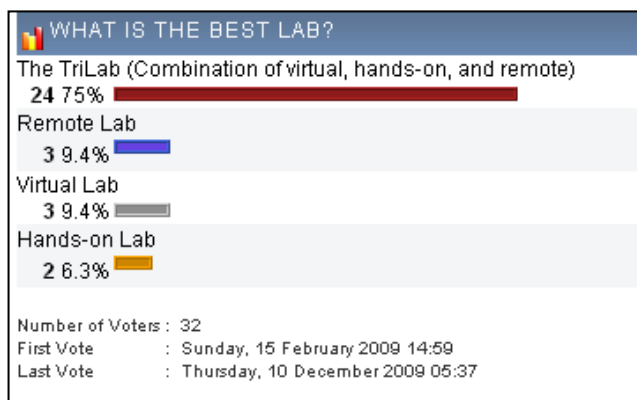 WHAT IS THE BEST LAB?
The TriLab (Combination of virtual, hands-on, and remote)
24 75%
Remote Lab
3 9.4%
Virtual Lab
3 9.4%
Hands-on Lab
2 6.3%
Number of Voters : 32
First Vote : Sunday, 15 February 2009 14:59
Last Vote : Thursday, 10 December 2009 05:37